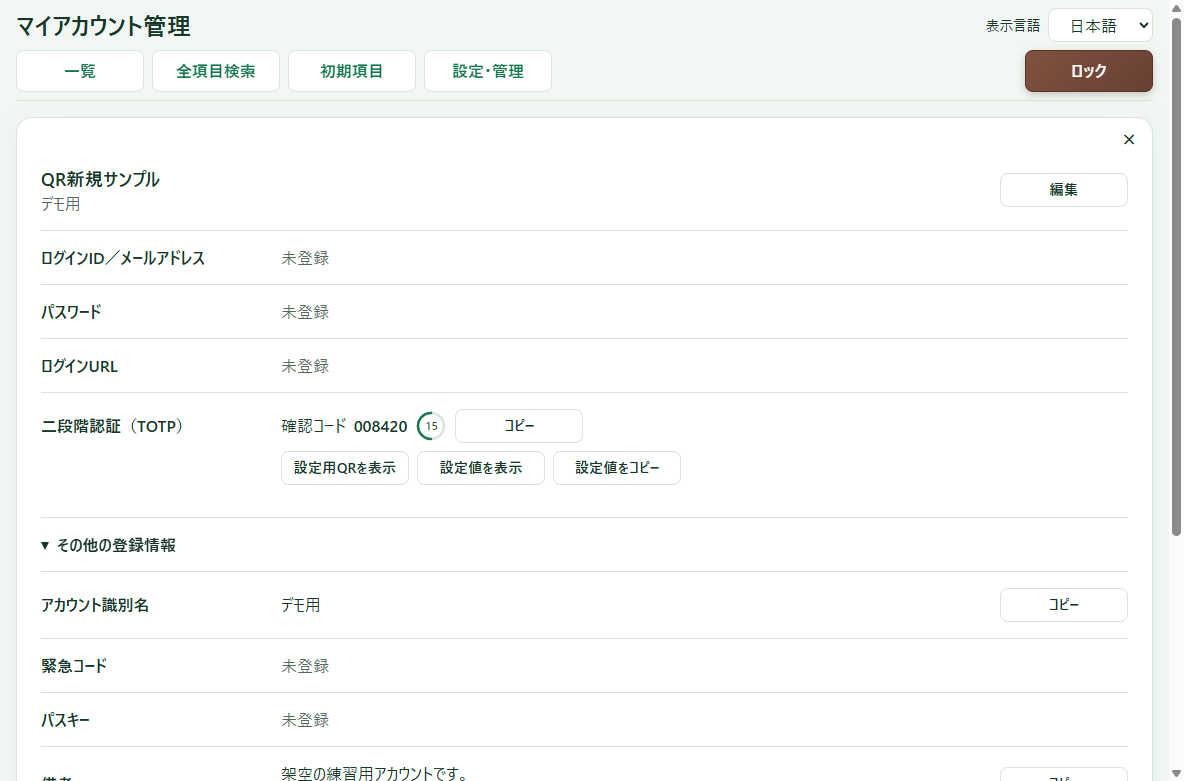 マイアカウント管理
表示言語 日本語
一覧 全項目検索 初期項目 設定・管理 ロック
×
QR新規サンプル
デモ用
編集
ログインID／メールアドレス 未登録
パスワード 未登録
ログインURL 未登録
二段階認証（TOTP） 確認コード 008420 15 コピー
設定用QRを表示 設定値を表示 設定値をコピー
▼ その他の登録情報
アカウント識別名 デモ用 コピー
緊急コード 未登録
パスキー 未登録
架空の練習用アカウントです。